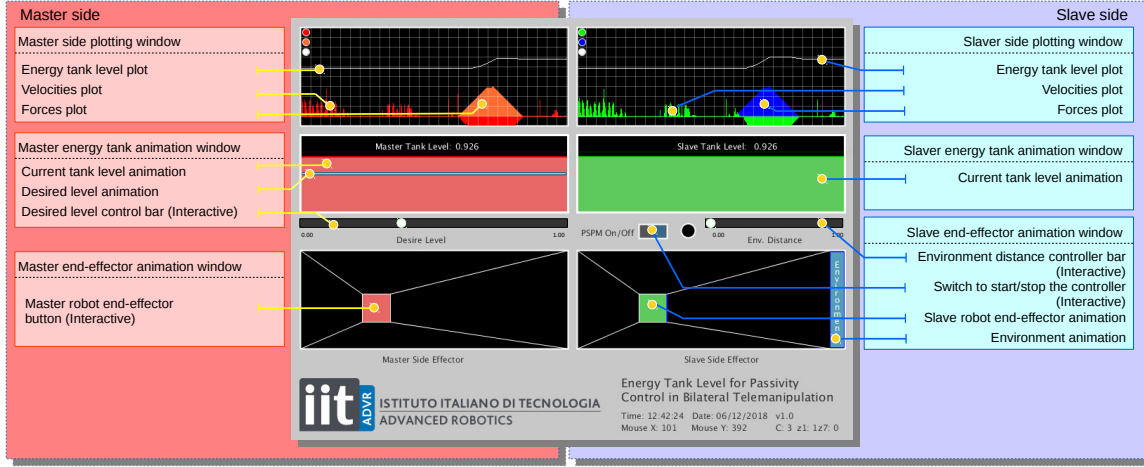 Master side
Slave side
Master side plotting window
Energy tank level plot
Velocities plot
Forces plot
Slaver side plotting window
Energy tank level plot
Velocities plot
Forces plot
Master energy tank animation window
Current tank level animation
Desired level animation
Desired level control bar (Interactive)
Master Tank Level: 0.926
Slave Tank Level: 0.926
Slaver energy tank animation window
Current tank level animation
0.00
Desire Level
1.00
PSPM On/Off
0.00
Env. Distance
1.00
Master end-effector animation window
Master robot end-effector
button (Interactive)
Environment
Slave end-effector animation window
Environment distance controller bar
(Interactive)
Switch to start/stop the controller
(Interactive)
Slave robot end-effector animation
Environment animation
Master Side Effector
Slave Side Effector
iit
ADVR
ISTITUTO ITALIANO DI TECNOLOGIA
ADVANCED ROBOTICS
Energy Tank Level for Passivity
Control in Bilateral Telemanipulation
Time: 12:42:24 Date: 06/12/2018 v1.0
Mouse X: 101 Mouse Y: 392 C: 3 z1: 1z7: 0